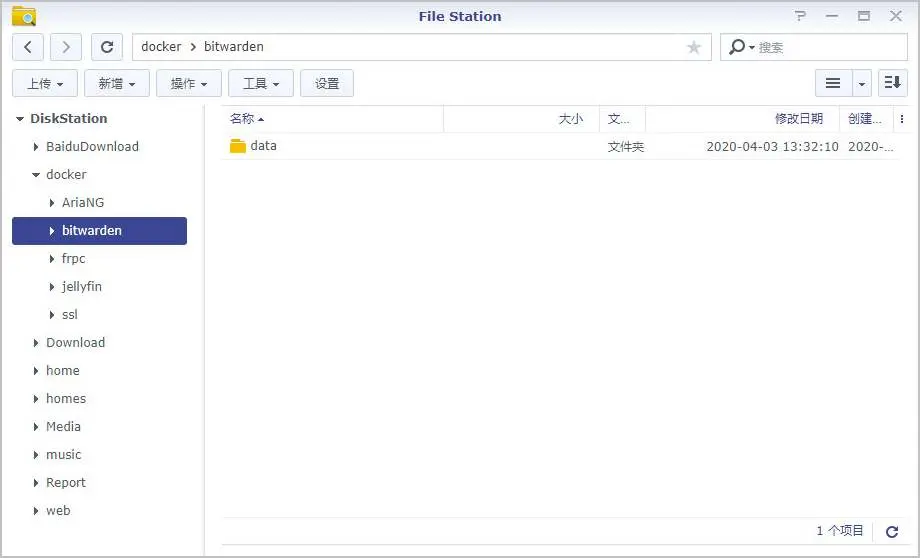 File Station
docker > bitwarden
搜索
上传 新增 操作 工具 设置
DiskStation
BaiduDownload
docker
AriaNG
bitwarden
frpc
jellyfin
ssl
Download
home
homes
Media
music
Report
web
名称 大小 文... 修改日期 创建...
data 文件夹 2020-04-03 13:32:10 2020-...
1 个项目